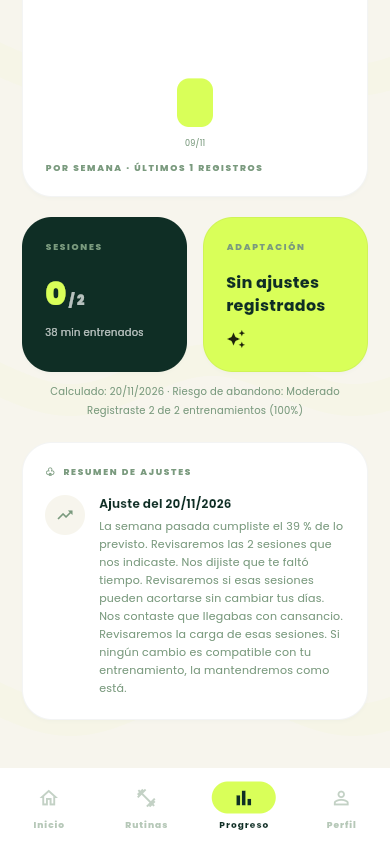 09/11
POR SEMANA · ÚLTIMOS 1 REGISTROS
SESIONES
0/2
38 min entrenados
ADAPTACIÓN
Sin ajustes
registrados
Calculado: 20/11/2026 · Riesgo de abandono: Moderado
Registraste 2 de 2 entrenamientos (100%)
RESUMEN DE AJUSTES
Ajuste del 20/11/2026
La semana pasada cumpliste el 39 % de lo
previsto. Revisaremos las 2 sesiones que
nos indicaste. Nos dijiste que te faltó
tiempo. Revisaremos si esas sesiones
pueden acortarse sin cambiar tus días.
Nos contaste que llegabas con cansancio.
Revisaremos la carga de esas sesiones. Si
ningún cambio es compatible con tu
entrenamiento, la mantendremos como
está.
Inicio
Rutinas
Progreso
Perfil